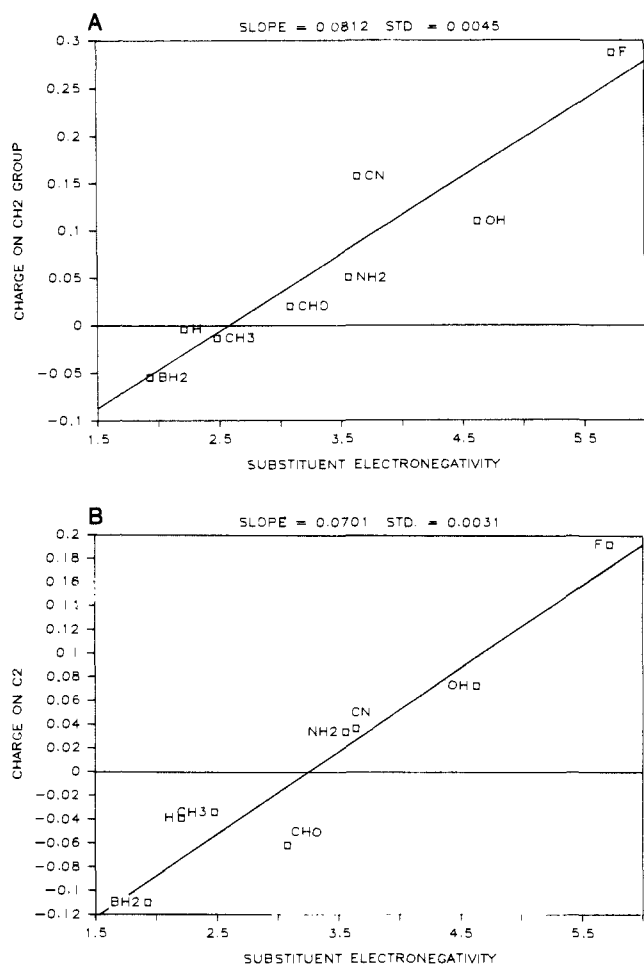 A
SLOPE = 0.0812 STD = 0.0045
0.3
0.25
0.2
0.15
0.1
0.05
0
-0.05
-0.1
CHARGE ON CH2 GROUP
F
CN
OH
NH2
CHO
H
CH3
BH2
1.5 2.5 3.5 4.5 5.5
SUBSTITUENT ELECTRONEGATIVITY
B
SLOPE = 0.0701 STD. = 0.0031
0.2
0.18
0.16
0.12
0.1
0.08
0.06
0.04
0.02
0
-0.02
-0.04
-0.06
-0.08
-0.1
-0.12
CHARGE ON C2
F
OH
CN
NH2
CH3
H
CHO
BH2
1.5 2.5 3.5 4.5 5.5
SUBSTITUENT ELECTRONEGATIVITY